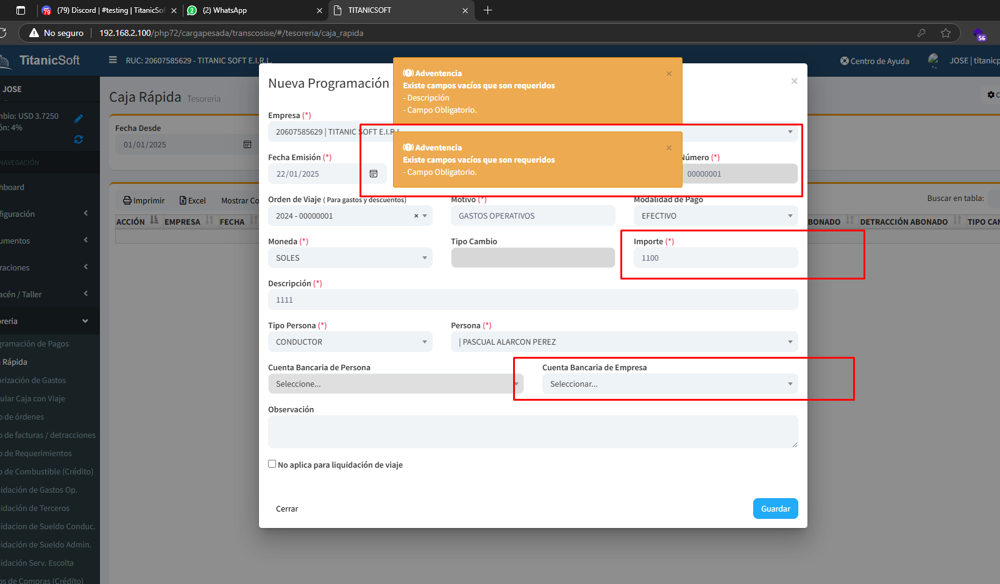 (79) Discord | #testing | TitanicSof
(2) WhatsApp
TITANICSOFT
No seguro
192.168.2.100/php72/cargapesada/transcosise/#/tesoreria/caja_rapida
56
TitanicSoft
RUC: 20607585629 - TITANIC SOFT E.I.R.L.
Centro de Ayuda
JOSE | titanicp
JOSE
nbio: USD 3.7250
ón: 4%
NAVEGACIÓN
hboard
figuración
umentos
raciones
acén / Taller
oreria
gramación de Pagos
Rápida
orización de Gastos
ular Caja con Viaje
o de órdenes
o de facturas / detracciones
o de Requerimientos
o de Combustible (Crédito)
idación de Gastos Op.
idación de Terceros
idacion de Sueldo Conduc.
idación de Sueldo Admin.
idación Serv. Escolta
os de Compras (Crédito)
Caja Rápida Tesoreria
Fecha Desde
01/01/2025
Imprimir
Excel
Mostrar Co
Buscar en tabla:
ACCIÓN
EMPRESA
FECHA
BONADO
DETRACCIÓN ABONADO
TIPO CAM
Nueva Programación
Adventencia
Existe campos vacíos que son requeridos
- Descripción
- Campo Obligatorio.
Adventencia
Existe campos vacíos que son requeridos
- Campo Obligatorio.
Empresa (*)
20607585629 | TITANIC SOFT E.I.R.L.
Fecha Emisión (*)
22/01/2025
Número (*)
00000001
Orden de Viaje ( Para gastos y descuentos)
2024 - 00000001
Motivo (*)
GASTOS OPERATIVOS
Modalidad de Pago
EFECTIVO
Moneda (*)
SOLES
Tipo Cambio
Importe (*)
1100
Descripción (*)
1111
Tipo Persona (*)
CONDUCTOR
Persona (*)
| PASCUAL ALARCON PEREZ
Cuenta Bancaria de Persona
Seleccione...
Cuenta Bancaria de Empresa
Seleccionar...
Observación
No aplica para liquidación de viaje
Cerrar
Guardar